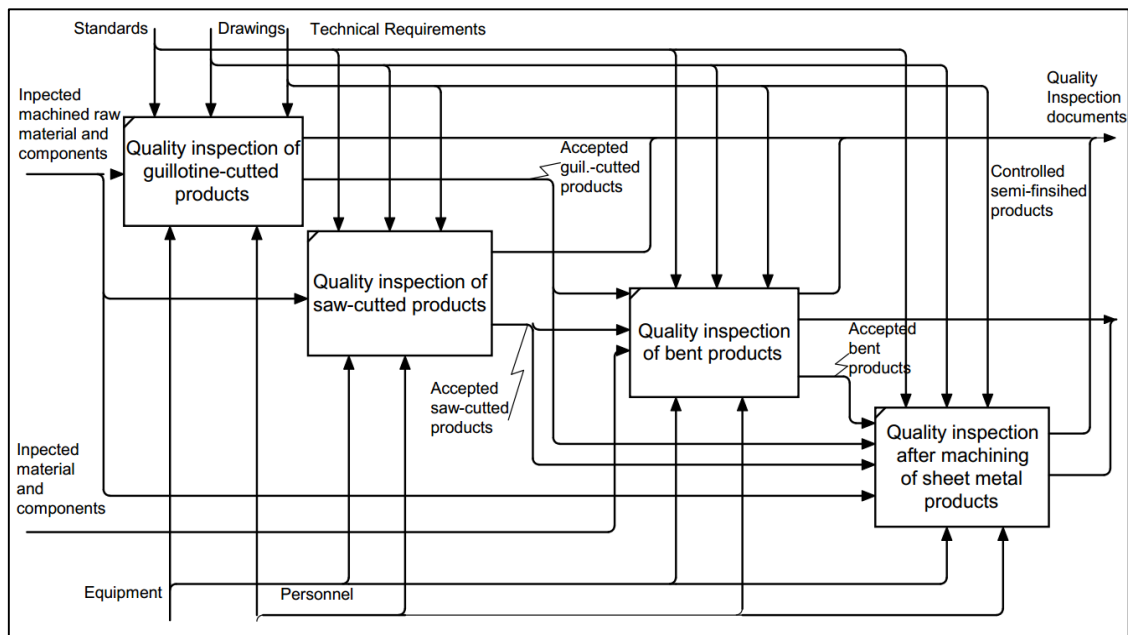 Standards
Drawings
Technical Requirements
Inpected
machined raw
material and
components
Quality
Inspection
documents
Quality inspection of
guillotine-cutted
products
Accepted
guil.-cutted
products
Controlled
semi-finsihed
products
Quality inspection of
saw-cutted products
Quality inspection
of bent products
Accepted
bent
products
Accepted
saw-cutted
products
Quality inspection
after machining
of sheet metal
products
Inpected
material
and
components
Equipment
Personnel